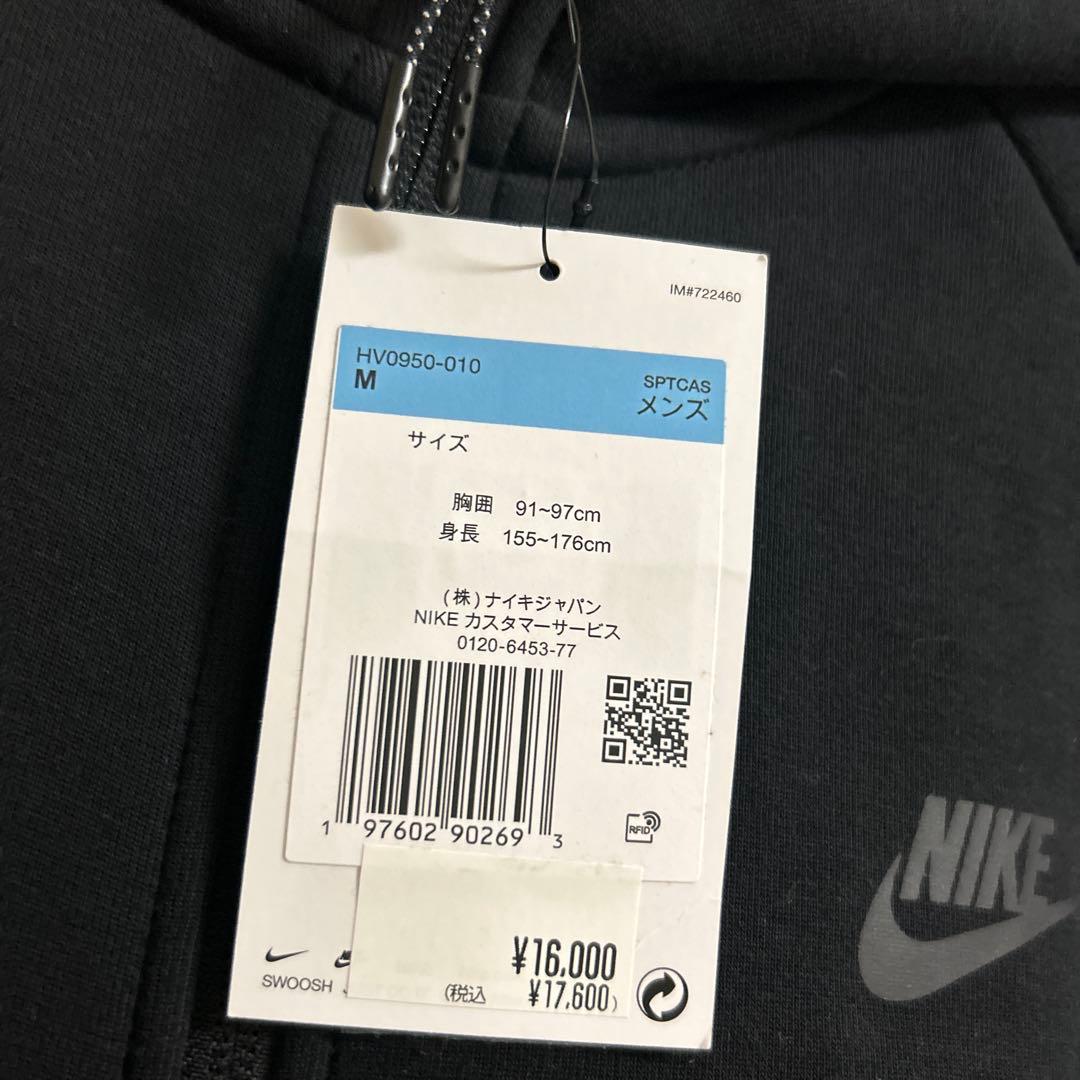 IM#722460
HV0950-010
M
SPTCAS
メンズ
サイズ
胸囲 91~97cm
身長 155~176cm
(株)ナイキジャパン
NIKE カスタマーサービス
0120-6453-77
RFID
1 97602 90269 3
NIKE
¥16,000
(税込 ¥17,600)
SWOOSH